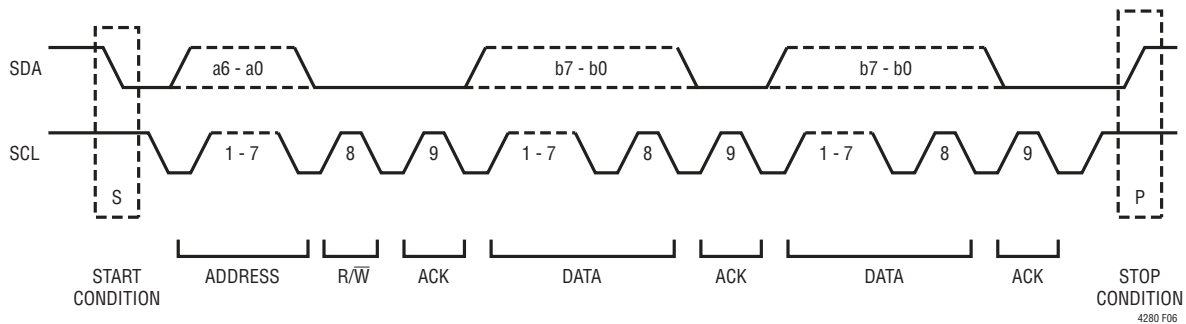 SDA
a6 - a0
b7 - b0
b7 - b0
SCL
1 - 7
8
9
1 - 7
8
9
1 - 7
8
9
S
P
START
CONDITION
ADDRESS
R/W̅
ACK
DATA
ACK
DATA
ACK
STOP
CONDITION
4280 F06